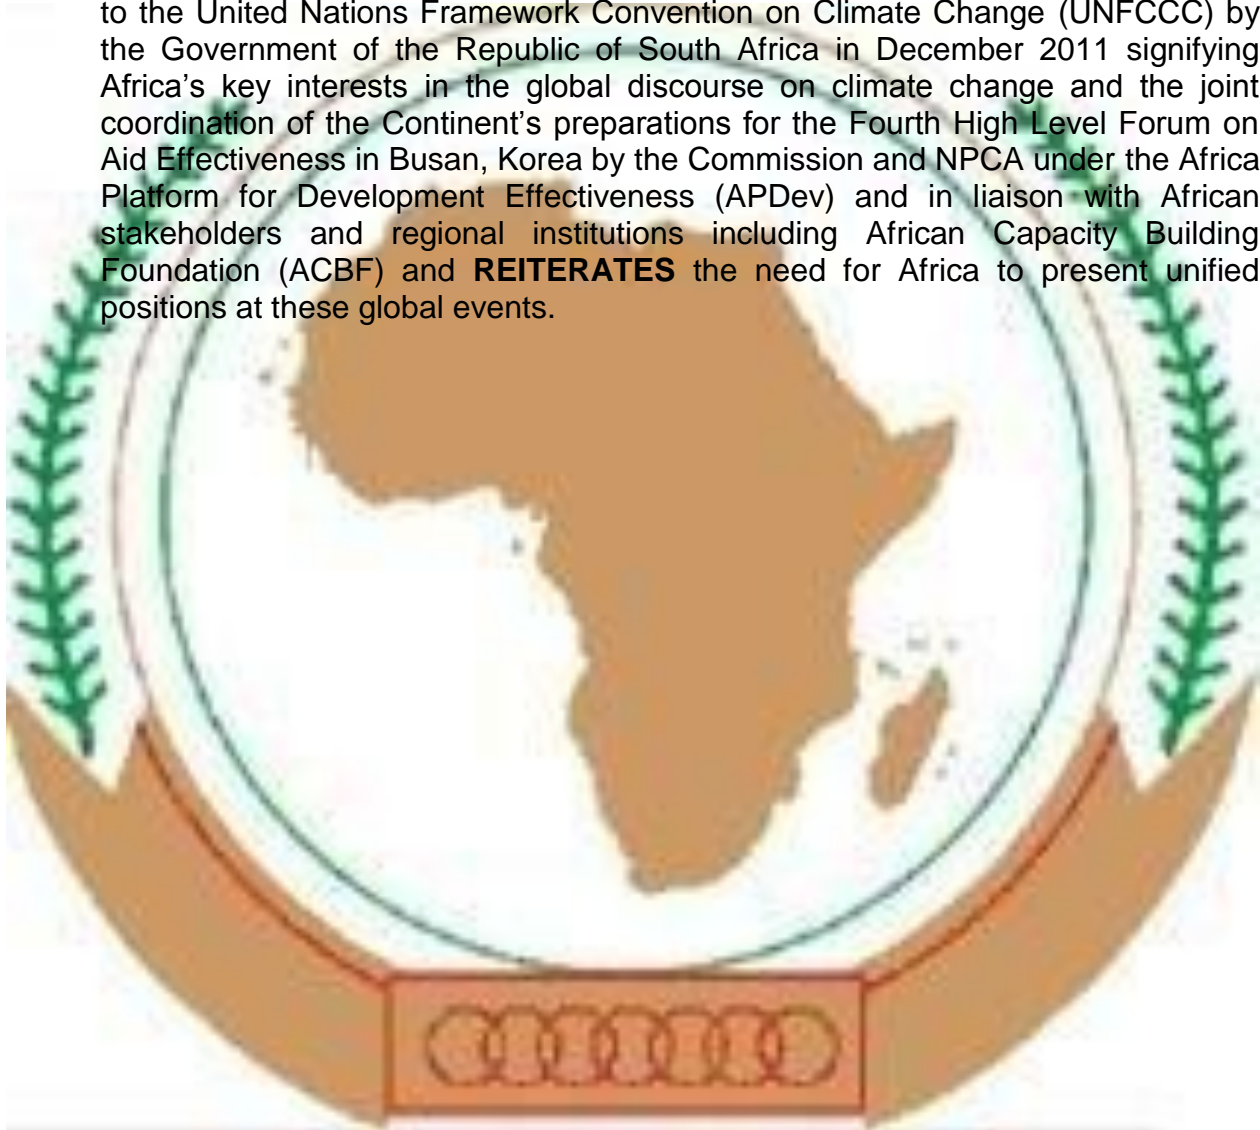 to the United Nations Framework Convention on Climate Change (UNFCCC) by
the Government of the Republic of South Africa in December 2011 signifying
Africa’s key interests in the global discourse on climate change and the joint
coordination of the Continent’s preparations for the Fourth High Level Forum on
Aid Effectiveness in Busan, Korea by the Commission and NPCA under the Africa
Platform for Development Effectiveness (APDev) and in liaison with African
stakeholders and regional institutions including African Capacity Building
Foundation (ACBF) and REITERATES the need for Africa to present unified
positions at these global events.